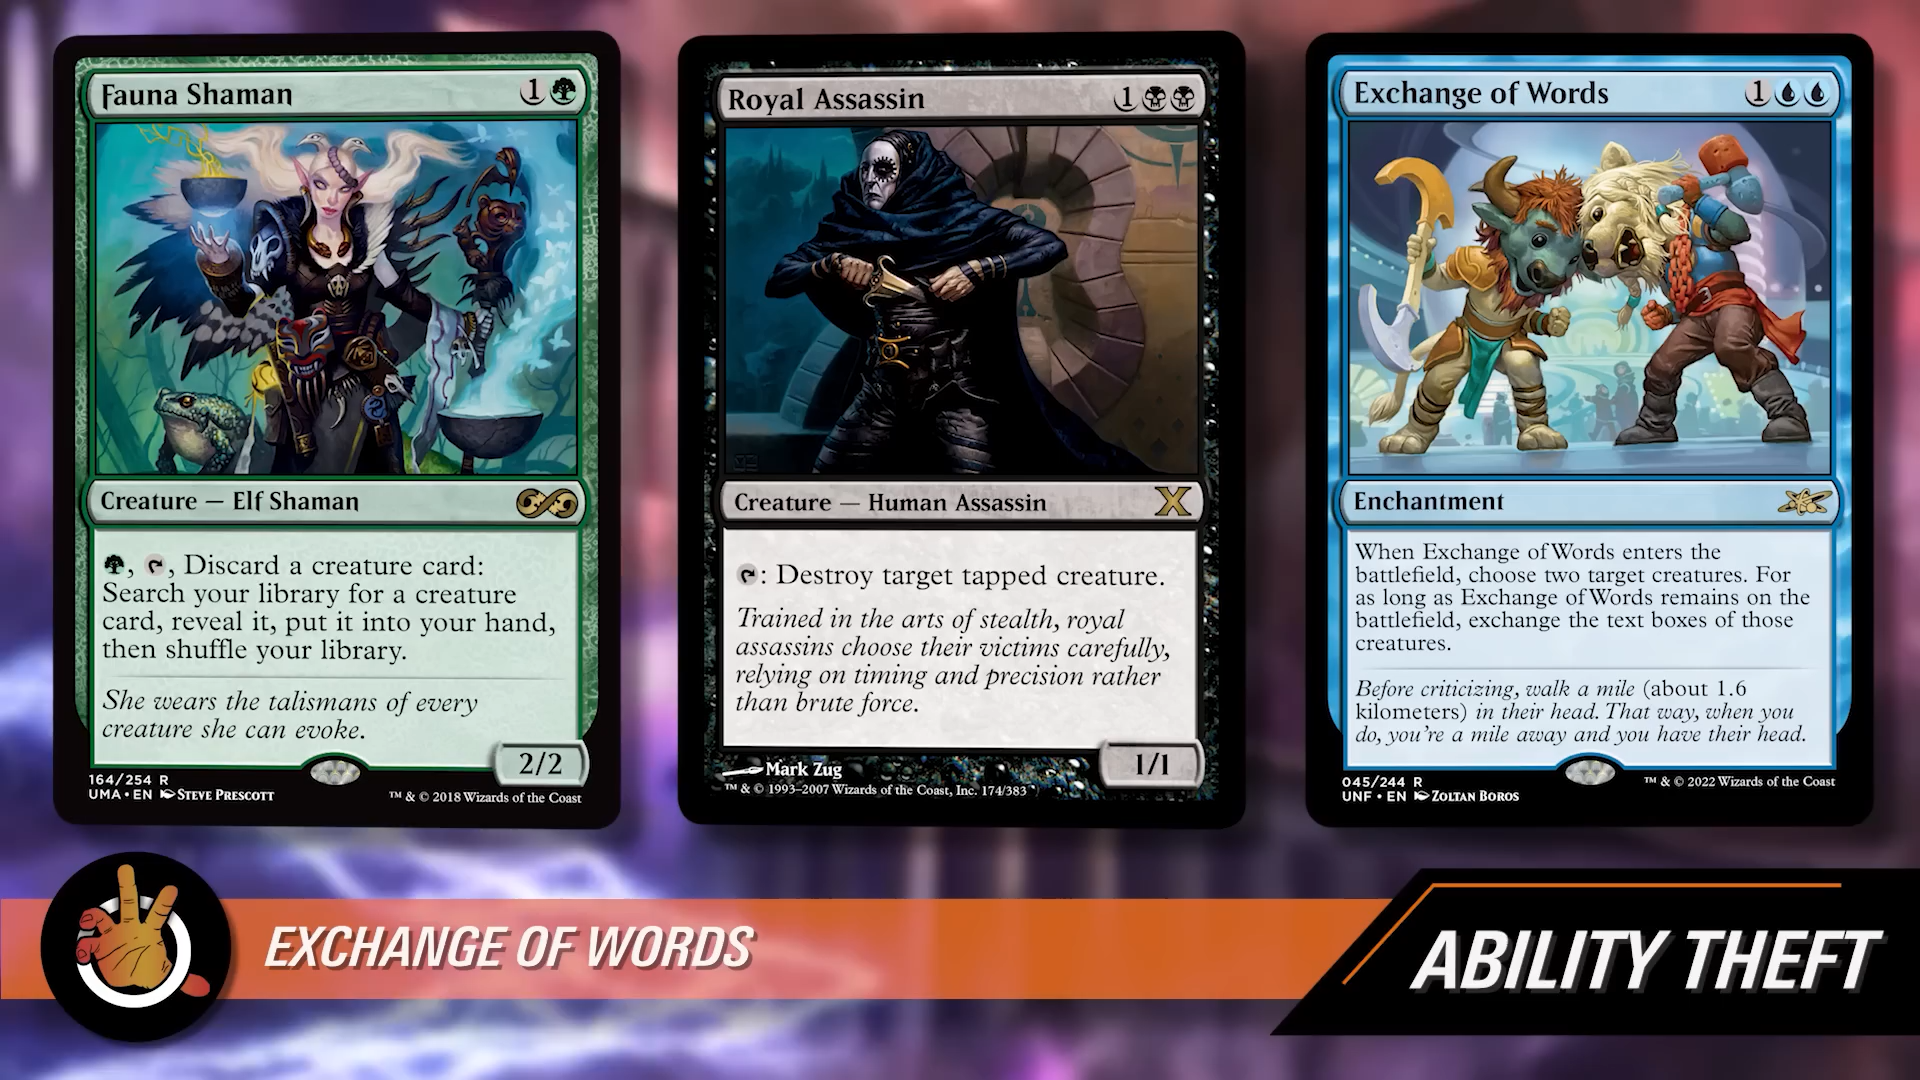 Fauna Shaman
1
Creature — Elf Shaman
, , Discard a creature card:
Search your library for a creature
card, reveal it, put it into your hand,
then shuffle your library.
She wears the talismans of every
creature she can evoke.
2/2
164/254 R
UMA • EN STEVE PRESCOTT
™ & © 2018 Wizards of the Coast
Royal Assassin
1
Creature — Human Assassin
X
: Destroy target tapped creature.
Trained in the arts of stealth, royal
assassins choose their victims carefully,
relying on timing and precision rather
than brute force.
1/1
Mark Zug
™ & © 1993–2007 Wizards of the Coast, Inc. 174/383
Exchange of Words
1
Enchantment
When Exchange of Words enters the
battlefield, choose two target creatures. For
as long as Exchange of Words remains on the
battlefield, exchange the text boxes of those
creatures.
Before criticizing, walk a mile (about 1.6
kilometers) in their head. That way, when you
do, you're a mile away and you have their head.
045/244 R
UNF • EN ZOLTAN BOROS
™ & © 2022 Wizards of the Coast
EXCHANGE OF WORDS
ABILITY THEFT